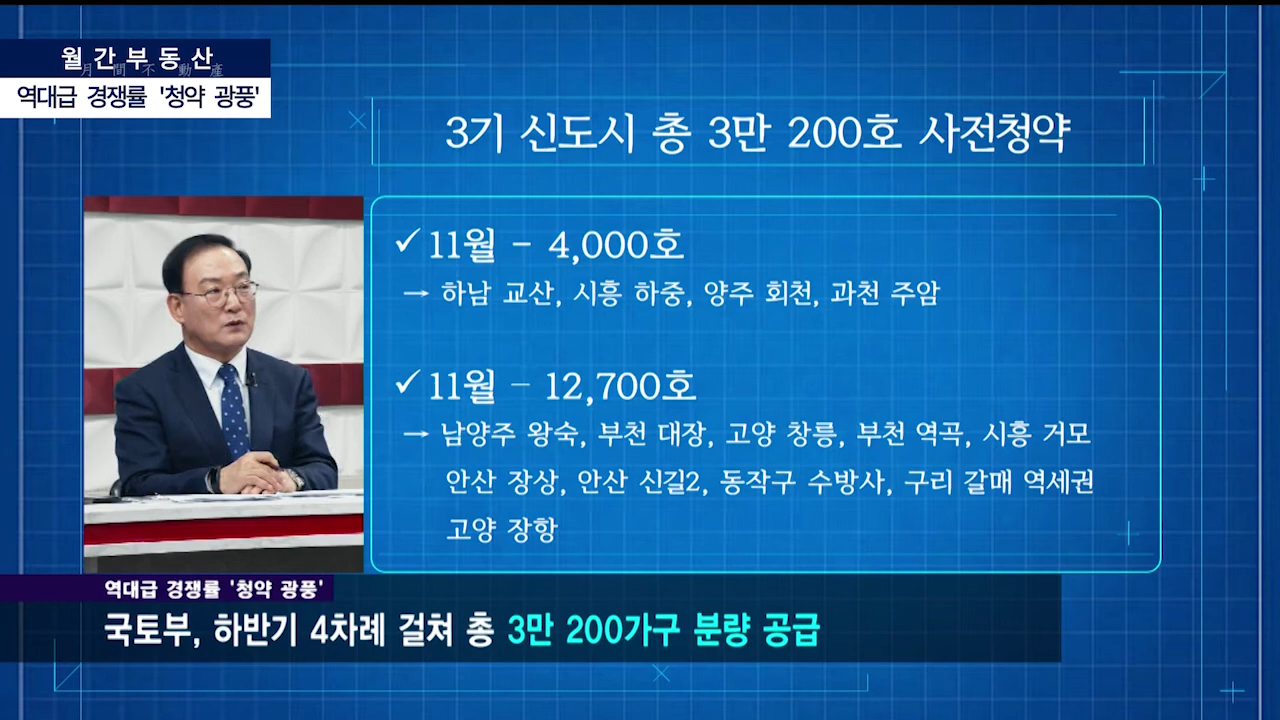 월간부동산
月間不動産
역대급 경쟁률 '청약 광풍'
3기 신도시 총 3만 200호 사전청약
✓11월 - 4,000호
→ 하남 교산, 시흥 하중, 양주 회천, 과천 주암
✓11월 - 12,700호
→ 남양주 왕숙, 부천 대장, 고양 창릉, 부천 역곡, 시흥 거모
안산 장상, 안산 신길2, 동작구 수방사, 구리 갈매 역세권
고양 장항
역대급 경쟁률 '청약 광풍'
국토부, 하반기 4차례 걸쳐 총 3만 200가구 분량 공급